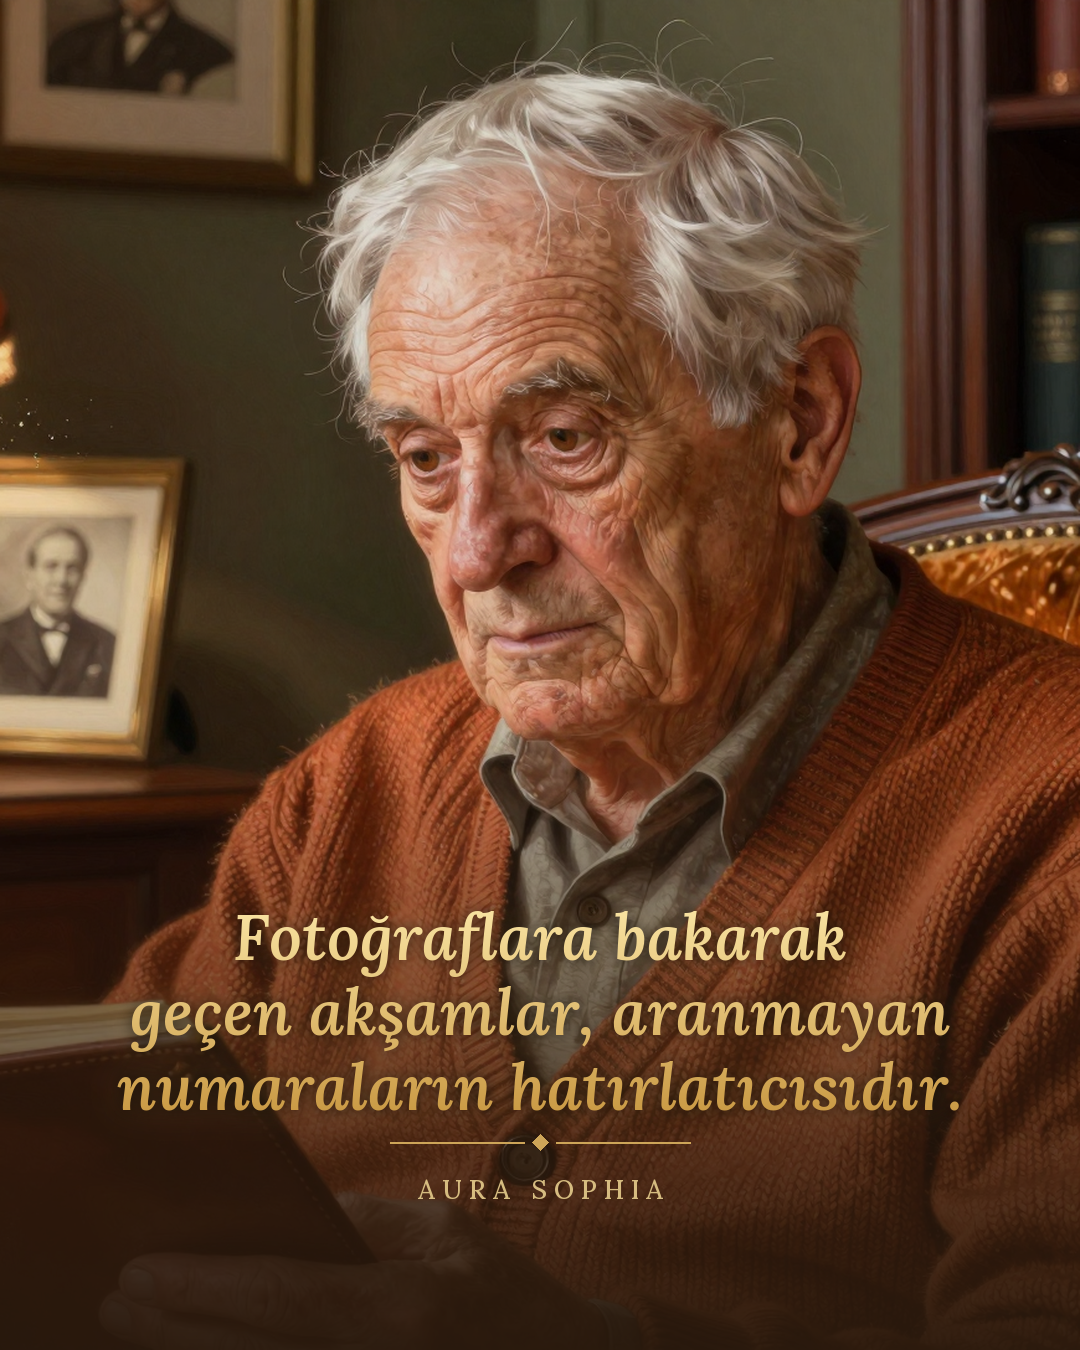 Fotoğraflara bakarak
geçen akşamlar, aranmayan
numaraların hatırlatıcısıdır.
AURA SOPHIA